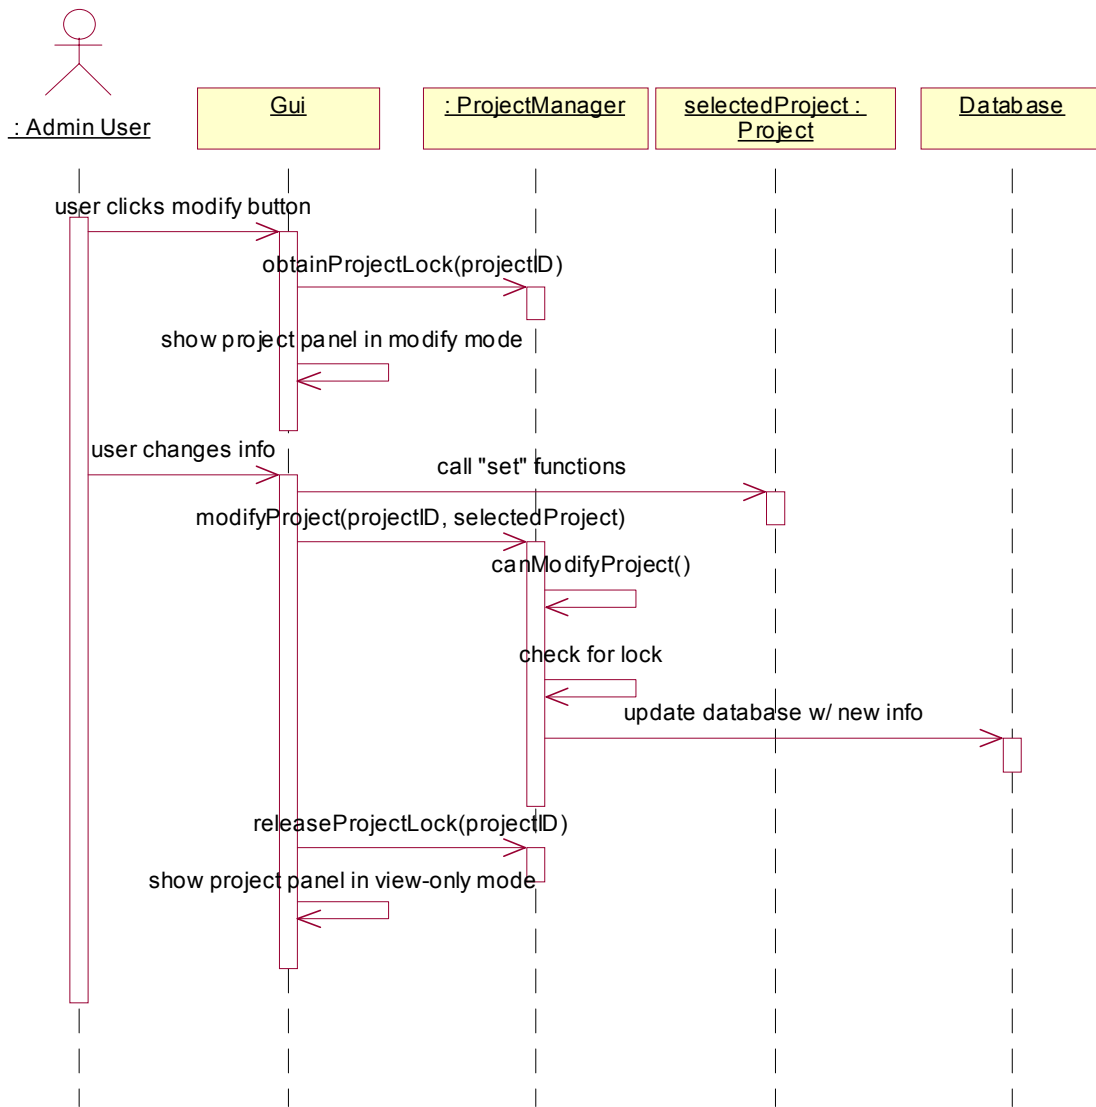 : Admin User
Gui
: ProjectManager
selectedProject :
Project
Database
user clicks modify button
obtainProjectLock(projectID)
show project panel in modify mode
user changes info
call "set" functions
modifyProject(projectID, selectedProject)
canModifyProject()
check for lock
update database w/ new info
releaseProjectLock(projectID)
show project panel in view-only mode